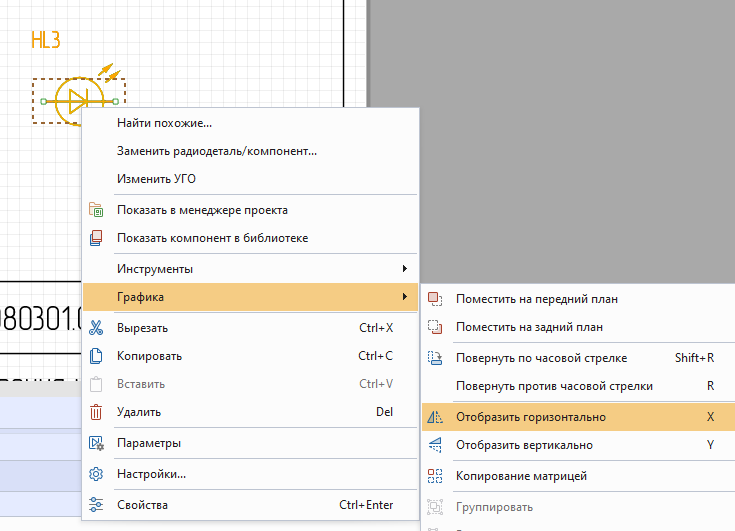 HL3
Найти похожие...
Заменить радиодеталь/компонент...
Изменить УГО
Показать в менеджере проекта
Показать компонент в библиотеке
Инструменты
Графика
Вырезать Ctrl+X
Копировать Ctrl+C
Вставить Ctrl+V
Удалить Del
Параметры
Настройки...
Свойства Ctrl+Enter
Поместить на передний план
Поместить на задний план
Повернуть по часовой стрелке Shift+R
Повернуть против часовой стрелки R
Отобразить горизонтально X
Отобразить вертикально Y
Копирование матрицей
Группировать
80301.